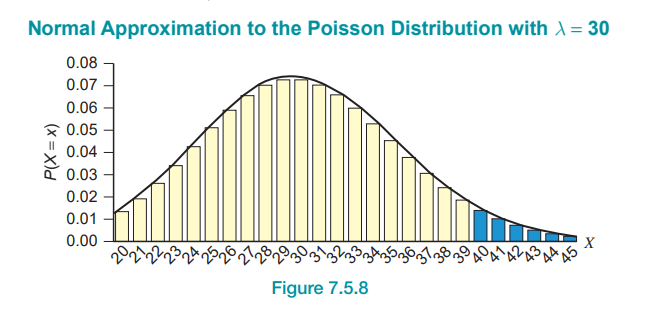 Normal Approximation to the Poisson Distribution with λ = 30
0.08
0.07
0.06
0.05
0.04
0.03
0.02
0.01
0.00
P(X = x)
20 21 22 23 24 25 26 27 28 29 30 31 32 33 34 35 36 37 38 39 40 41 42 43 44 45 X
Figure 7.5.8